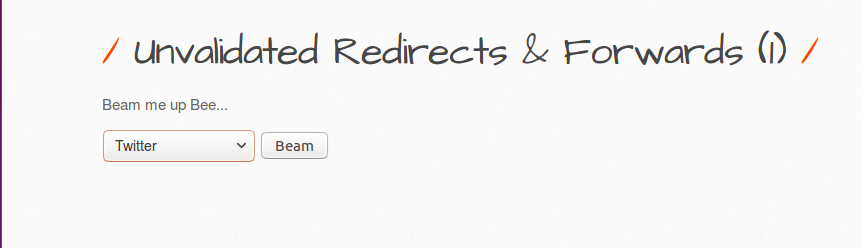 / Unvalidated Redirects & Forwards (1) /
Beam me up Bee...
Twitter Beam